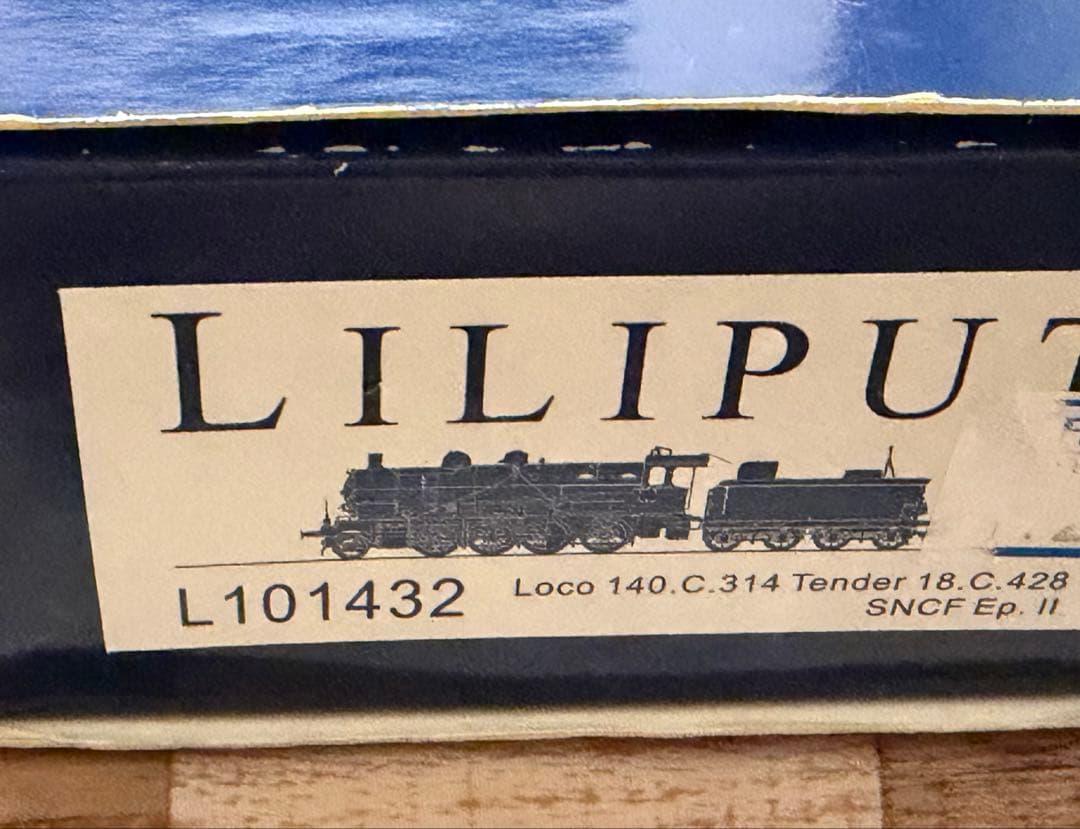 LILIPUT
L101432
Loco 140.C.314 Tender 18.C.428
SNCF Ep. II